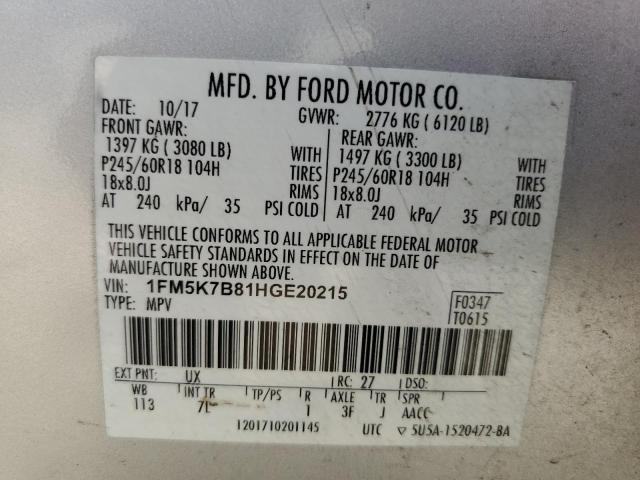 MFD. BY FORD MOTOR CO.
DATE: 10/17 GVWR: 2776 KG ( 6120 LB)
FRONT GAWR: REAR GAWR:
1397 KG ( 3080 LB) WITH 1497 KG ( 3300 LB) WITH
P245/60R18 104H TIRES P245/60R18 104H TIRES
18x8.0J RIMS 18x8.0J RIMS
AT 240 kPa/ 35 PSI COLD AT 240 kPa/ 35 PSI COLD
THIS VEHICLE CONFORMS TO ALL APPLICABLE FEDERAL MOTOR
VEHICLE SAFETY STANDARDS IN EFFECT ON THE DATE OF
MANUFACTURE SHOWN ABOVE.
VIN: 1FM5K7B81HGE20215
TYPE: MPV F0347
T0615
EXT PNT: UX RC: 27 DSO:
WB INT TR TP/PS R AXLE TR SPR
113 7L 1 3F J AACC
1201710201145 UTC ▽ 5U5A-1520472-BA